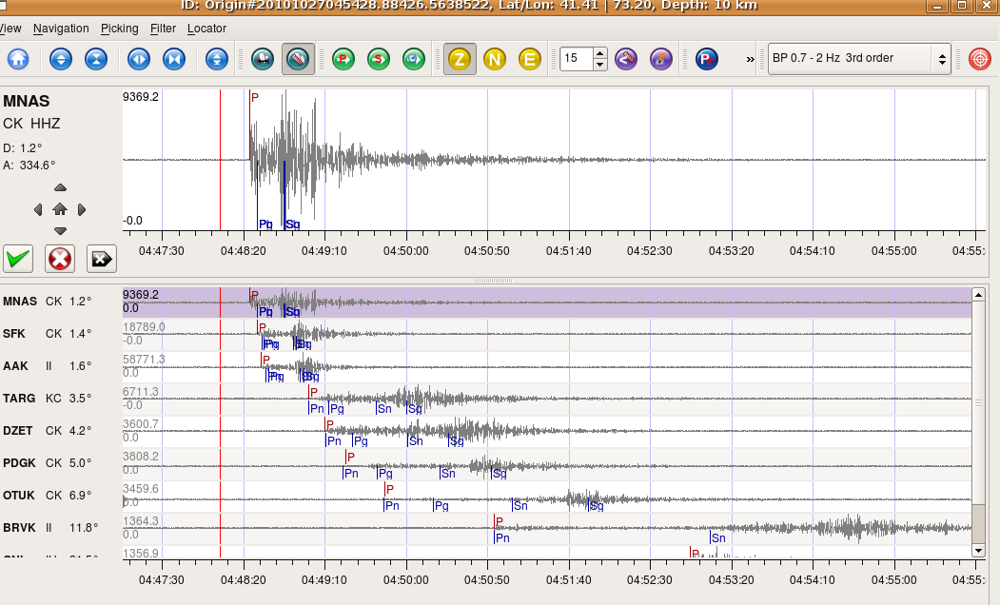 ID: Origin#20101027045428.88426.5638522, Lat/Lon: 41.41 | 73.20, Depth: 10 km
View Navigation Picking Filter Locator
P S Z N E 15 P » BP 0.7 - 2 Hz 3rd order
MNAS
CK HHZ
D: 1.2°
A: 334.6°
9369.2
P
-0.0
Pg Sg
04:47:30 04:48:20 04:49:10 04:50:00 04:50:50 04:51:40 04:52:30 04:53:20 04:54:10 04:55:00 04:55:
MNAS CK 1.2° 9369.2 P
0.0 Pg Sg
SFK CK 1.4° 18789.0 P
-0.0 Pg Sg
AAK II 1.6° 58771.3 P
0.0 Pg Sg
TARG KC 3.5° 6711.3 P
-0.0 Pn Pg Sn Sg
DZET CK 4.2° 3600.7 P
0.0 Pn Pg Sn Sg
PDGK CK 5.0° 3808.2 P
0.0 Pn Pg Sn Sg
OTUK CK 6.9° 3459.6 P
0.0 Pn Pg Sn Sg
BRVK II 11.8° 1364.3 P
0.0 Pn Sn
1356.9 P
04:47:30 04:48:20 04:49:10 04:50:00 04:50:50 04:51:40 04:52:30 04:53:20 04:54:10 04:55:00 04:55: